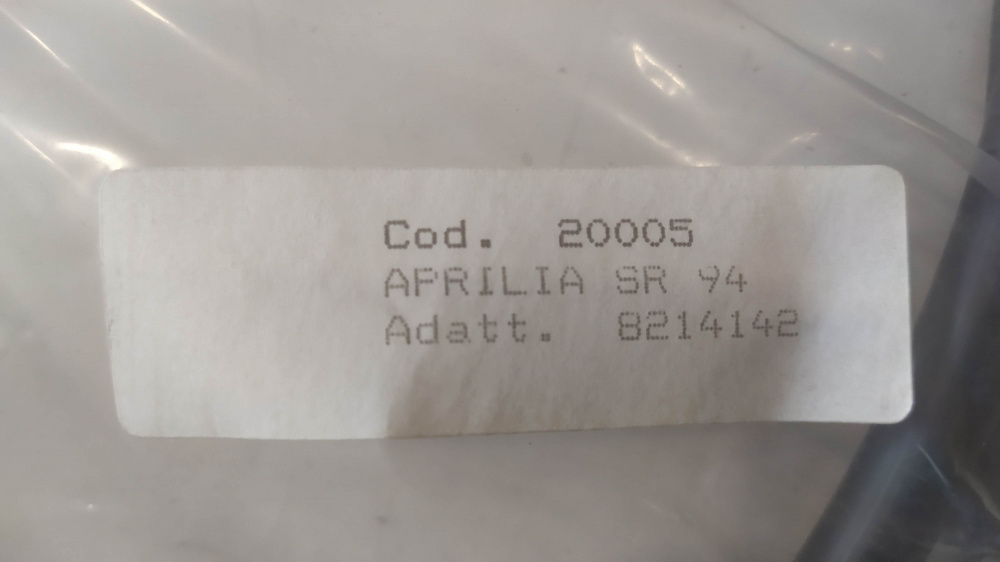 Cod. 20005
APRILIA SR 94
Adatt. 8214142